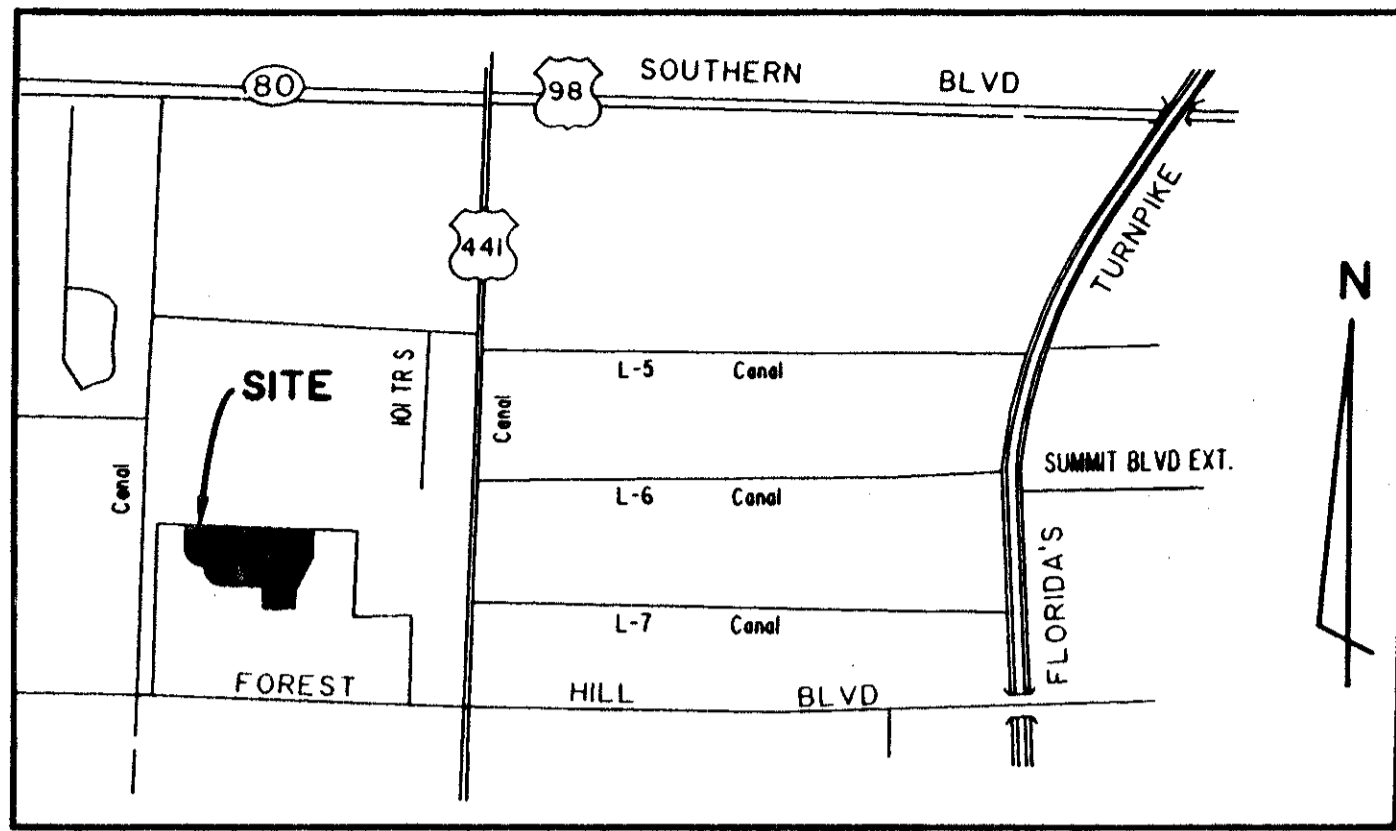 80
98
SOUTHERN BLVD
441
TURNPIKE
N
101 TR S
SITE
Canal
Canal
L-5 Canal
SUMMIT BLVD EXT.
L-6 Canal
FLORIDA'S
L-7 Canal
FOREST HILL BLVD